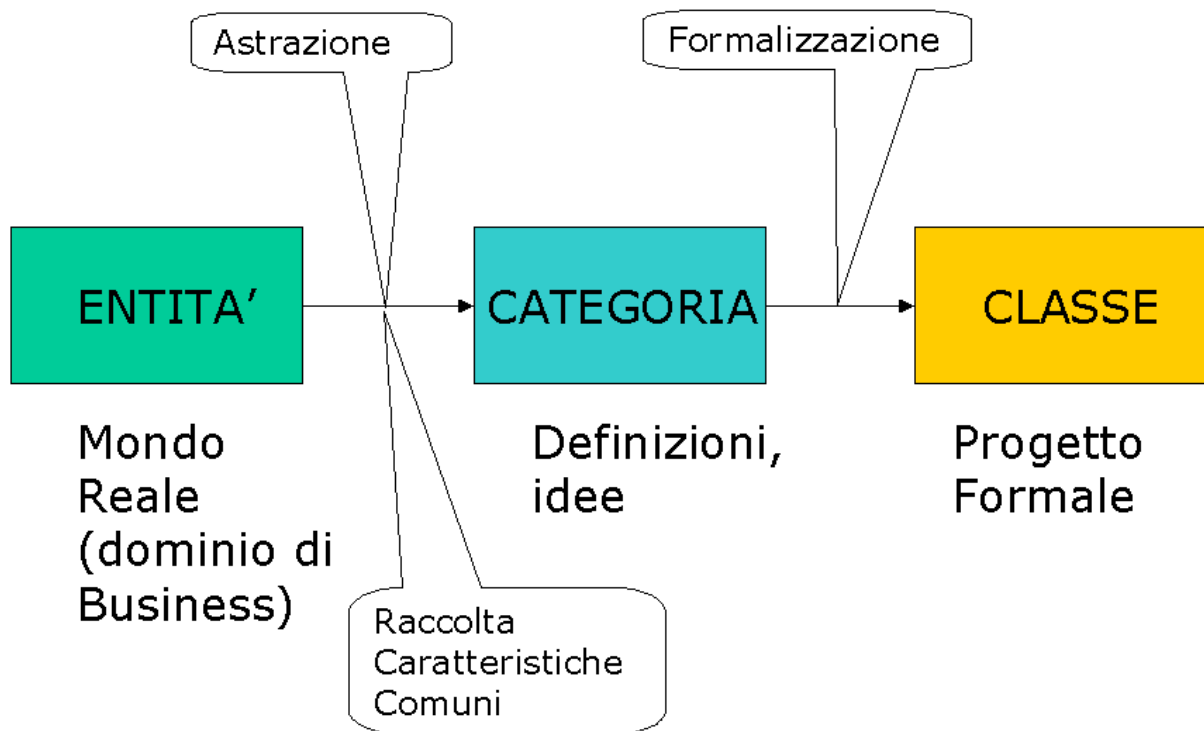 Astrazione
Formalizzazione
ENTITA’
CATEGORIA
CLASSE
Mondo
Reale
(dominio di
Business)
Definizioni,
idee
Progetto
Formale
Raccolta
Caratteristiche
Comuni